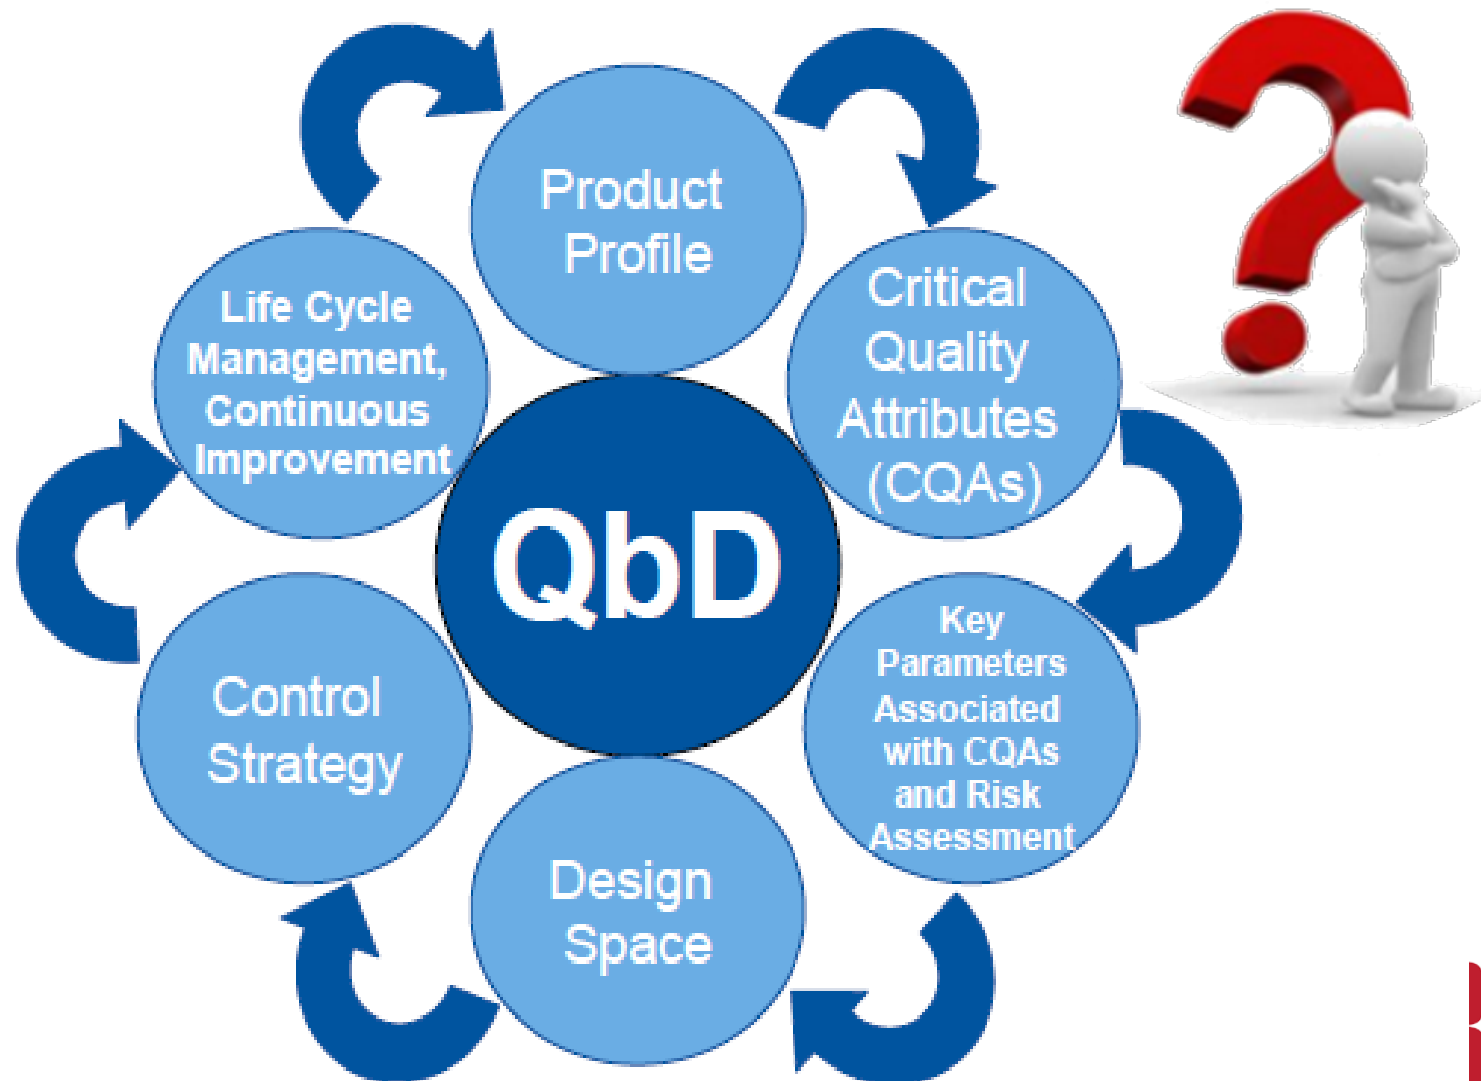 Product
Profile
Critical
Quality
Attributes
(CQAs)
Key
Parameters
Associated
with CQAs
and Risk
Assessment
Design
Space
Control
Strategy
Life Cycle
Management,
Continuous
Improvement
QbD